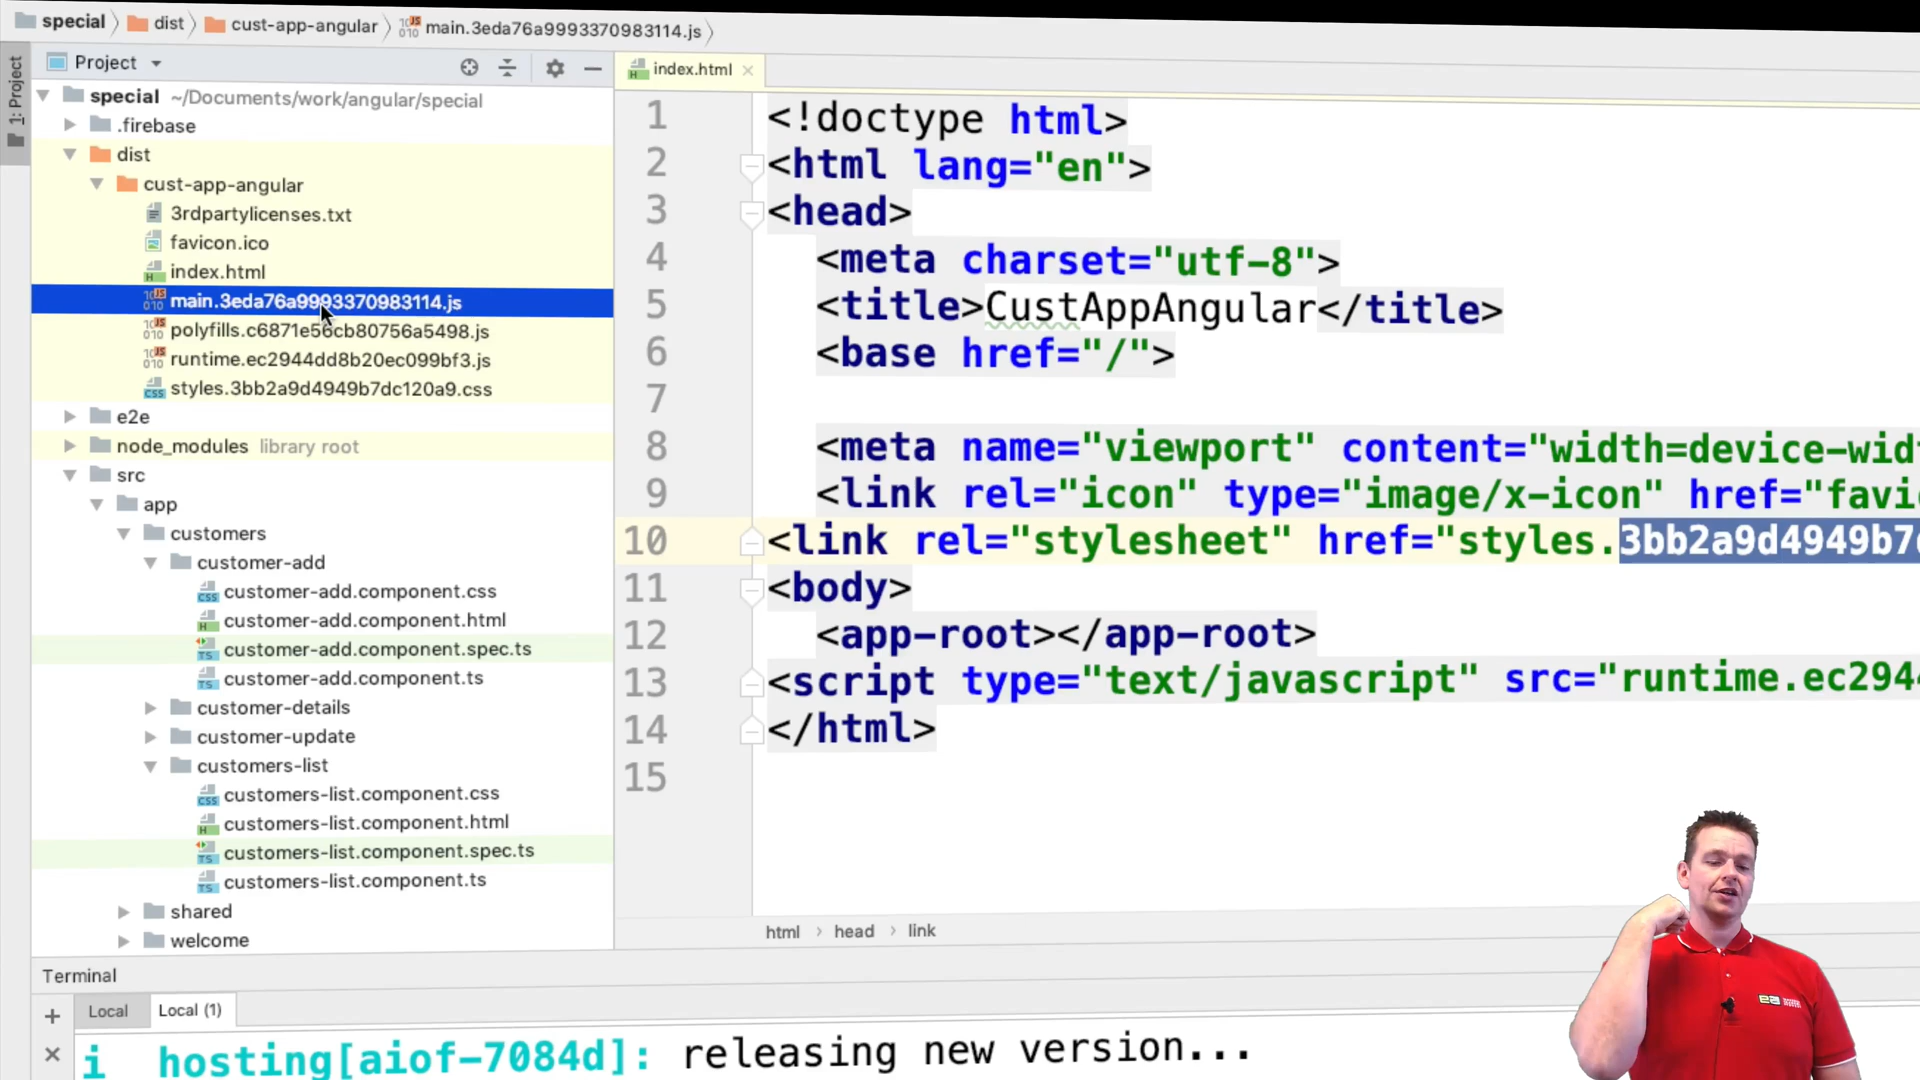 special dist cust-app-angular main.3eda76a9993370983114.js
1: Project
Project
index.html
special ~/Documents/work/angular/special
.firebase
dist
cust-app-angular
3rdpartylicenses.txt
favicon.ico
index.html
main.3eda76a9993370983114.js
polyfills.c6871e56cb80756a5498.js
runtime.ec2944dd8b20ec099bf3.js
styles.3bb2a9d4949b7dc120a9.css
e2e
node_modules library root
src
app
customers
customer-add
customer-add.component.css
customer-add.component.html
customer-add.component.spec.ts
customer-add.component.ts
customer-details
customer-update
customers-list
customers-list.component.css
customers-list.component.html
customers-list.component.spec.ts
customers-list.component.ts
shared
welcome
1 <!doctype html>
2 <html lang="en">
3 <head>
4 <meta charset="utf-8">
5 <title>CustAppAngular</title>
6 <base href="/">
7
8 <meta name="viewport" content="width=device-widt
9 <link rel="icon" type="image/x-icon" href="favic
10 <link rel="stylesheet" href="styles.3bb2a9d4949b7d
11 <body>
12 <app-root></app-root>
13 <script type="text/javascript" src="runtime.ec2944
14 </html>
15
html › head › link
Terminal
+ Local Local (1)
i hosting[aiof-7084d]: releasing new version...